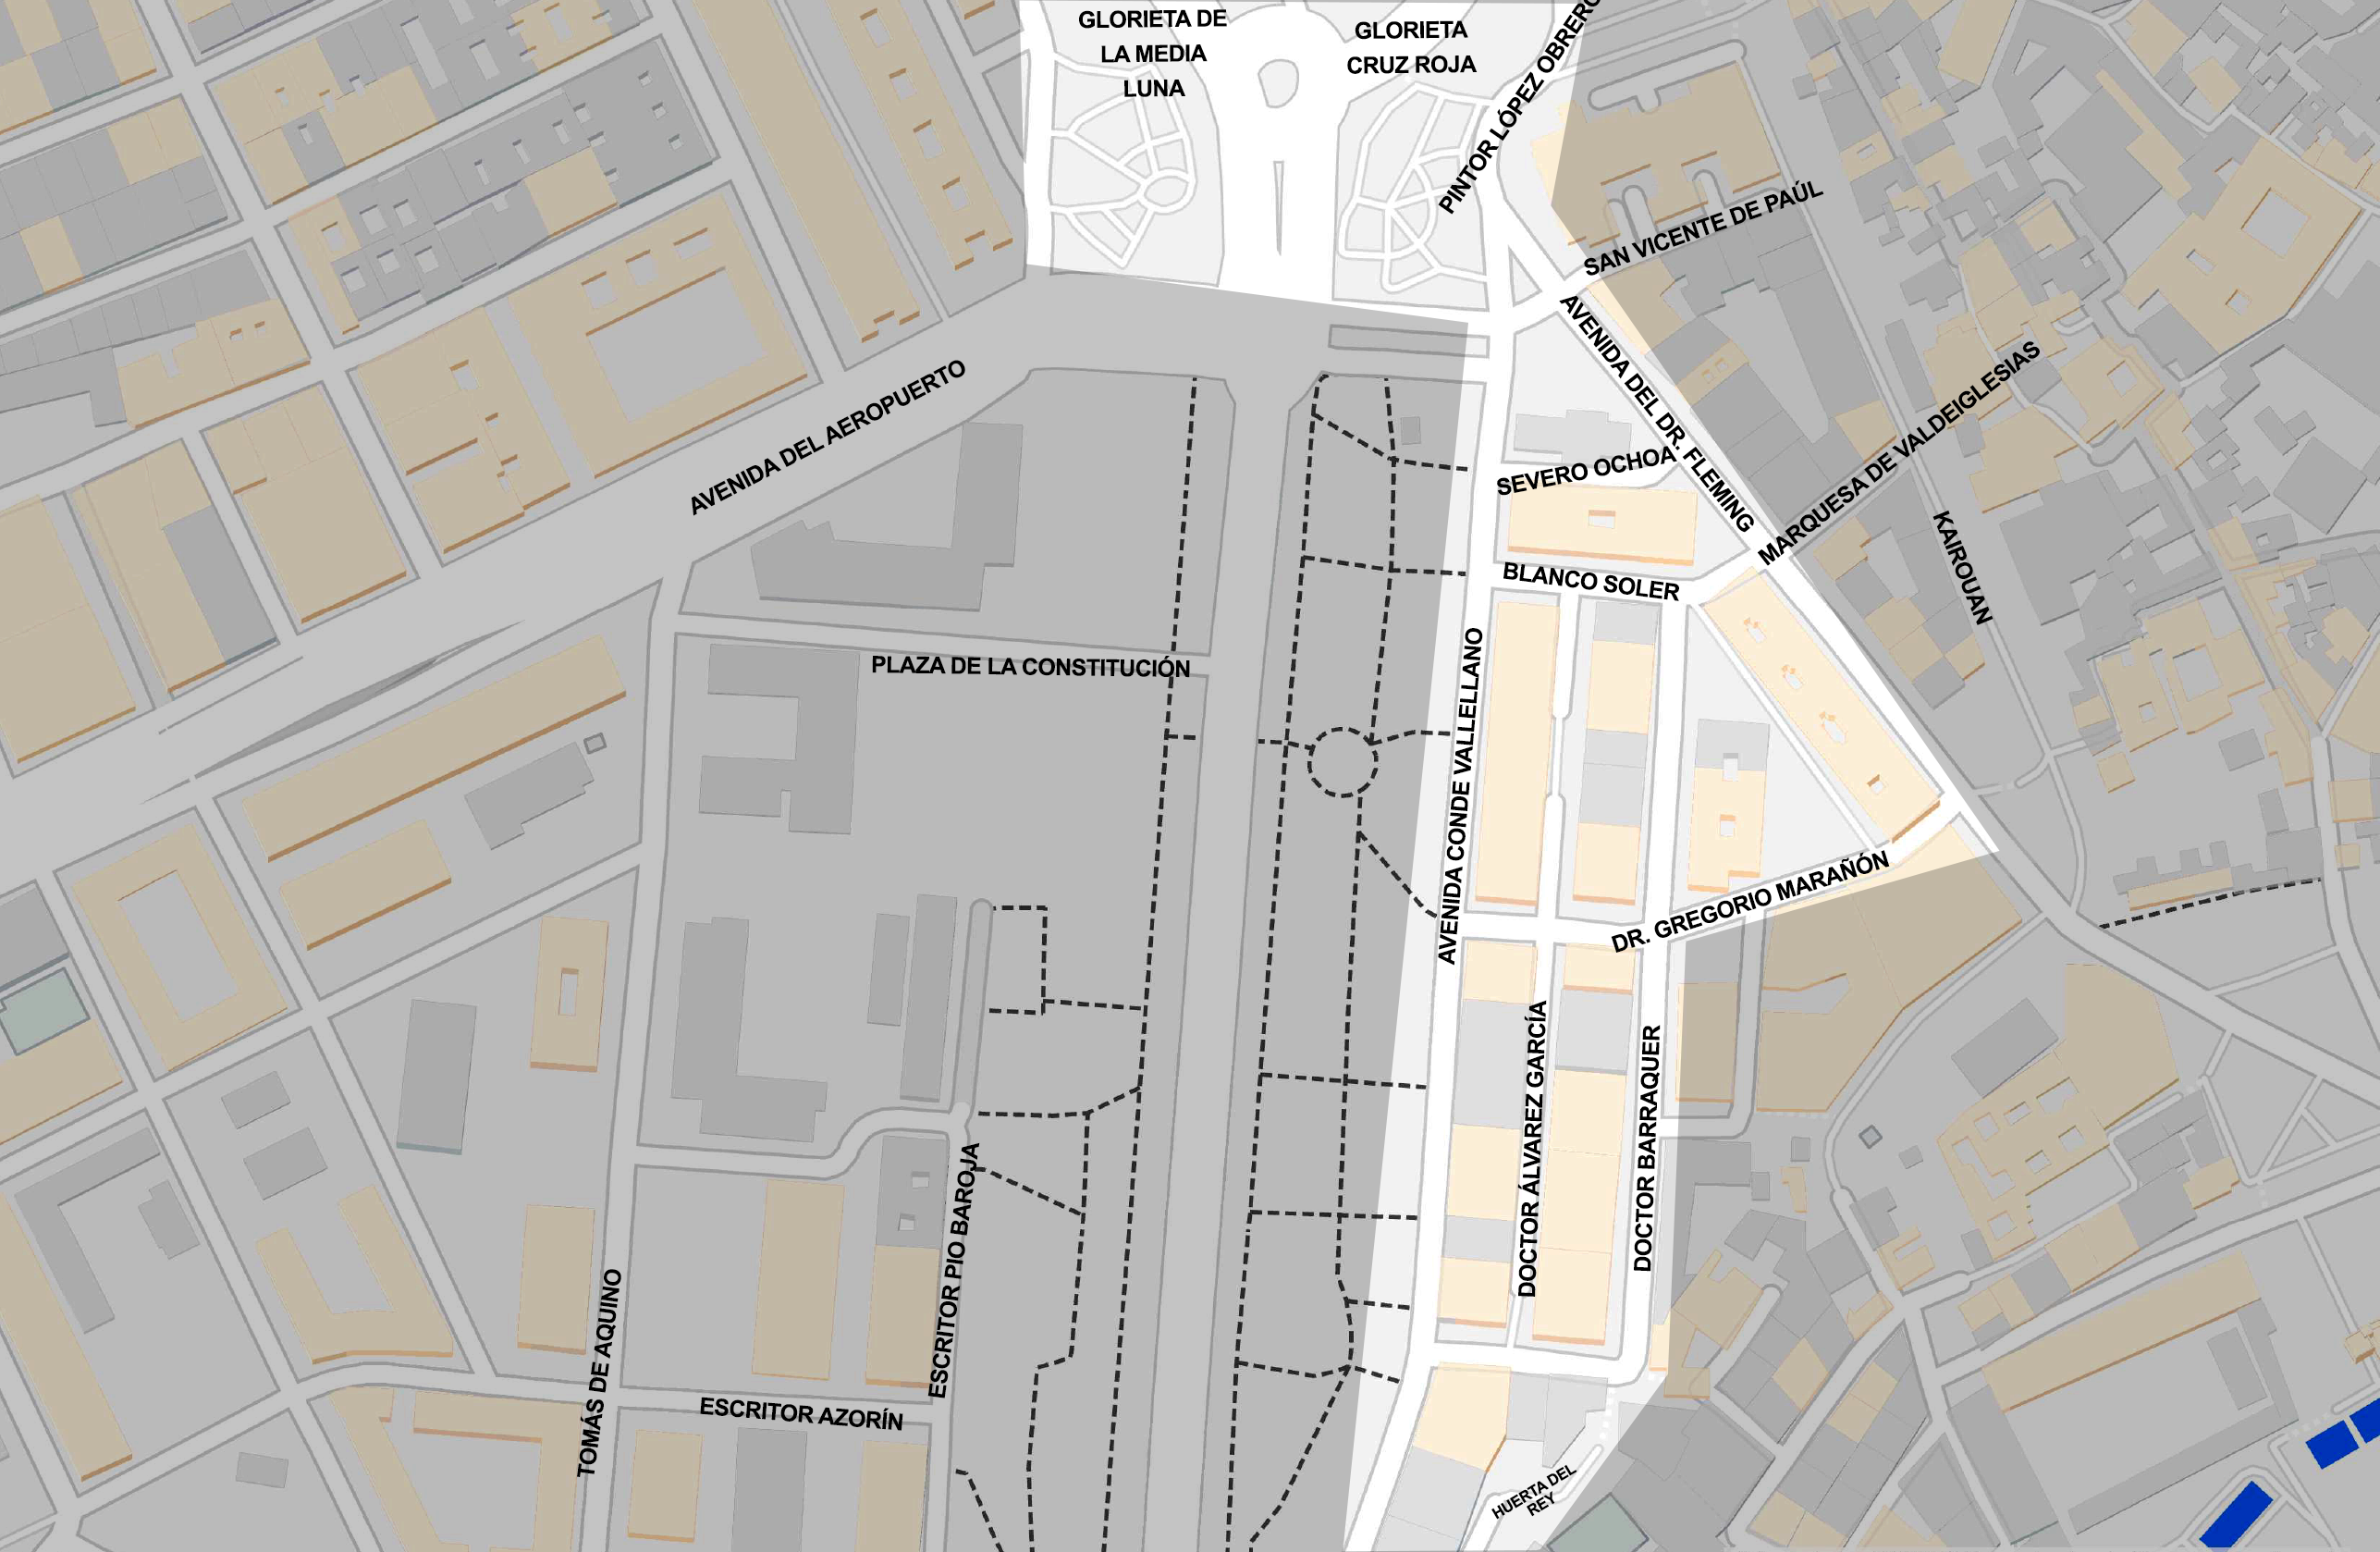 GLORIETA DE
LA MEDIA
LUNA
GLORIETA
CRUZ ROJA
PINTOR LÓPEZ OBRERO
SAN VICENTE DE PAÚL
AVENIDA DEL DR. FLEMING
MARQUESA DE VALDEIGLESIAS
AVENIDA DEL AEROPUERTO
SEVERO OCHOA
KAIROUAN
BLANCO SOLER
PLAZA DE LA CONSTITUCIÓN
AVENIDA CONDE VALLELLANO
DR. GREGORIO MARAÑÓN
DOCTOR ÁLVAREZ GARCÍA
DOCTOR BARRAQUER
ESCRITOR PIO BAROJA
TOMÁS DE AQUINO
ESCRITOR AZORÍN
HUERTA DEL
REY